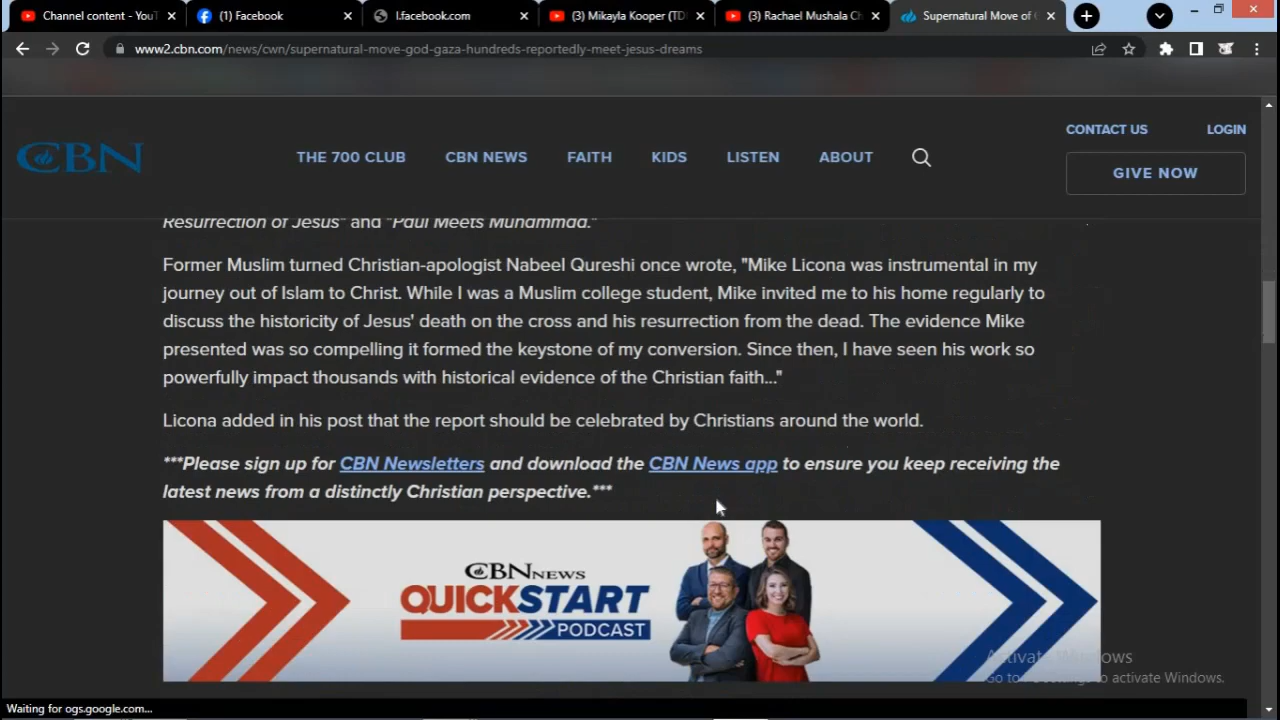 Channel content - YouT
(1) Facebook
l.facebook.com
(3) Mikayla Kooper (TD
(3) Rachael Mushala Ch
Supernatural Move of
www2.cbn.com/news/cwn/supernatural-move-god-gaza-hundreds-reportedly-meet-jesus-dreams
CONTACT US
LOGIN
CBN
THE 700 CLUB
CBN NEWS
FAITH
KIDS
LISTEN
ABOUT
GIVE NOW
Resurrection of Jesus" and "Paul Meets Muhammad."
Former Muslim turned Christian-apologist Nabeel Qureshi once wrote, "Mike Licona was instrumental in my
journey out of Islam to Christ. While I was a Muslim college student, Mike invited me to his home regularly to
discuss the historicity of Jesus' death on the cross and his resurrection from the dead. The evidence Mike
presented was so compelling it formed the keystone of my conversion. Since then, I have seen his work so
powerfully impact thousands with historical evidence of the Christian faith..."
Licona added in his post that the report should be celebrated by Christians around the world.
***Please sign up for CBN Newsletters and download the CBN News app to ensure you keep receiving the
latest news from a distinctly Christian perspective.***
CBN NEWS
QUICKSTART
PODCAST
Activate Windows
Go to Settings to activate Windows.
Waiting for ogs.google.com...